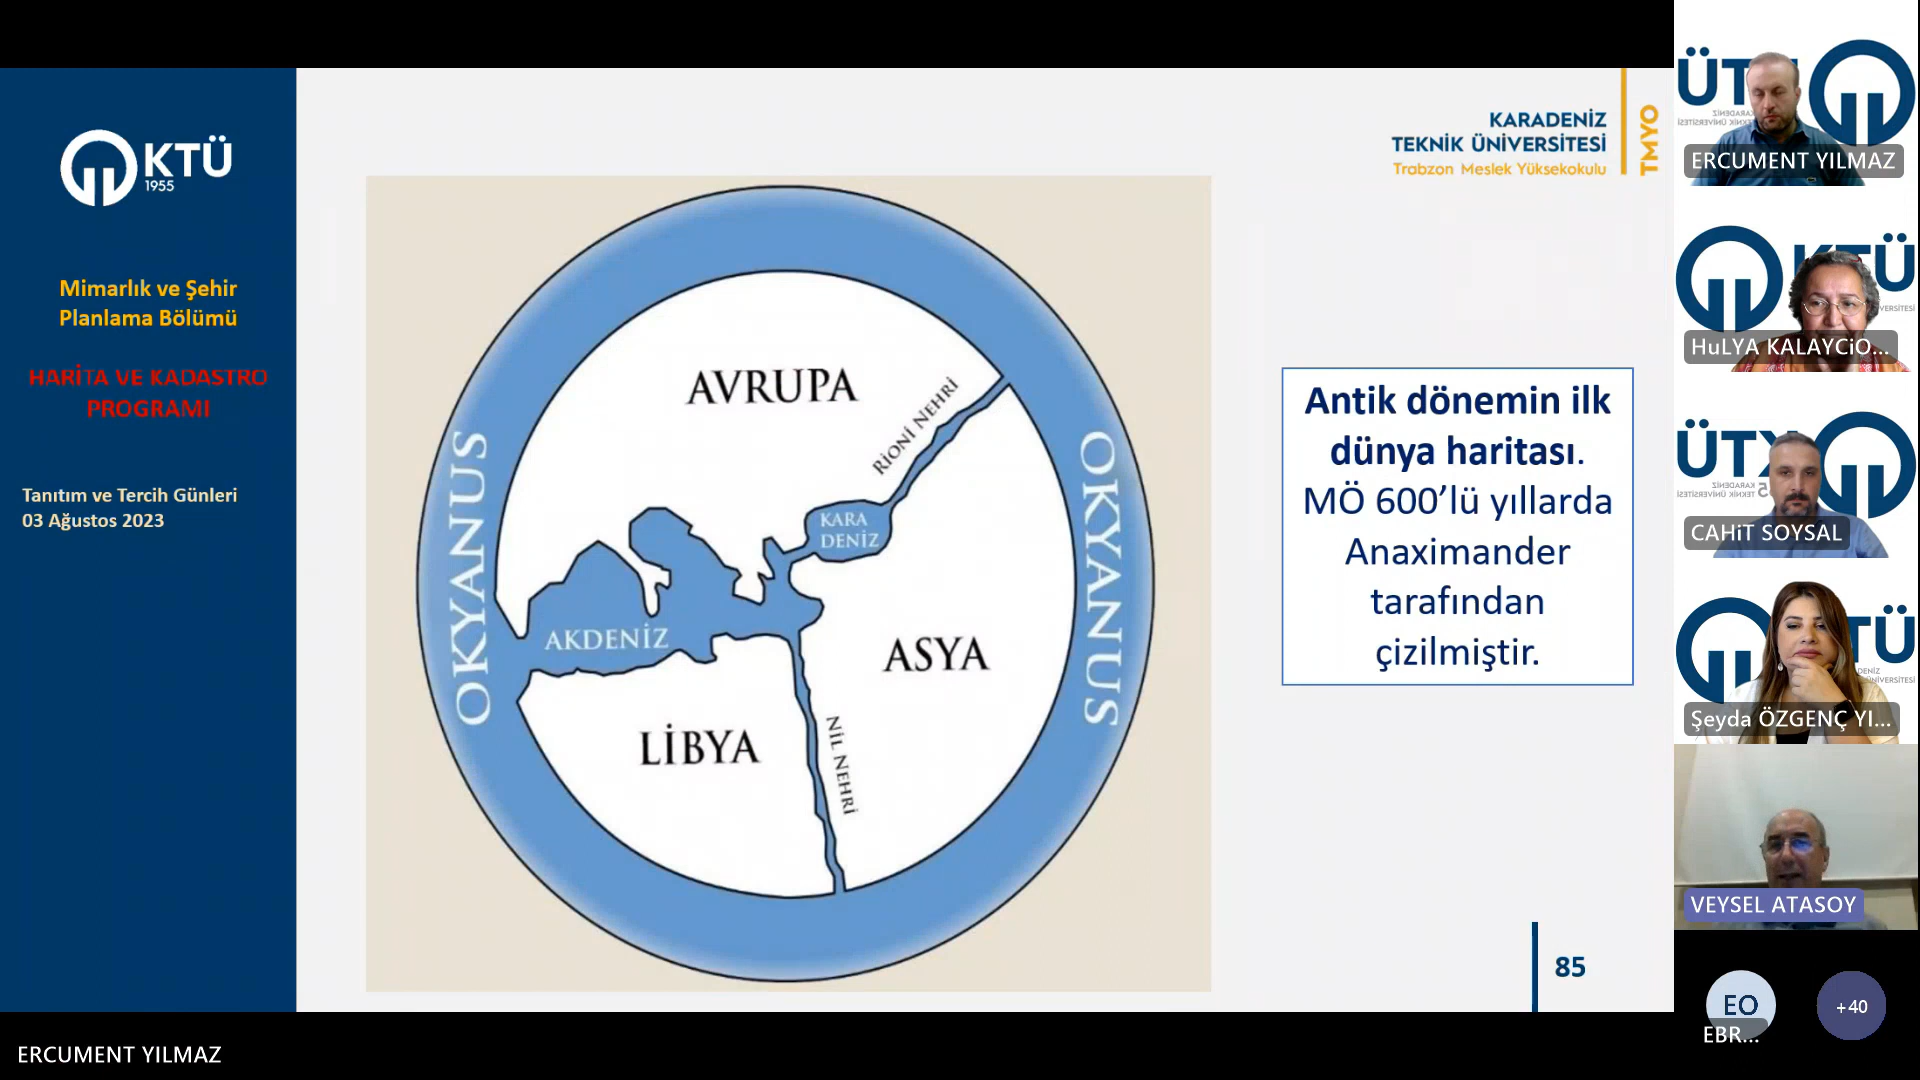 KTÜ
1955
Mimarlık ve Şehir
Planlama Bölümü
HARİTA VE KADASTRO
PROGRAMI
Tanıtım ve Tercih Günleri
03 Ağustos 2023
KARADENİZ
TEKNİK ÜNİVERSİTESİ
Trabzon Meslek Yüksekokulu
TMYO
AVRUPA
RİONİ NEHRİ
OKYANUS
OKYANUS
KARA
DENİZ
AKDENİZ
ASYA
LİBYA
NİL NEHRİ
Antik dönemin ilk
dünya haritası.
MÖ 600’lü yıllarda
Anaximander
tarafından
çizilmiştir.
85
ERCUMENT YILMAZ
HuLYA KALAYCiO...
CAHiT SOYSAL
Şeyda ÖZGENÇ YI...
VEYSEL ATASOY
EO
EBR...
+40
ERCUMENT YILMAZ